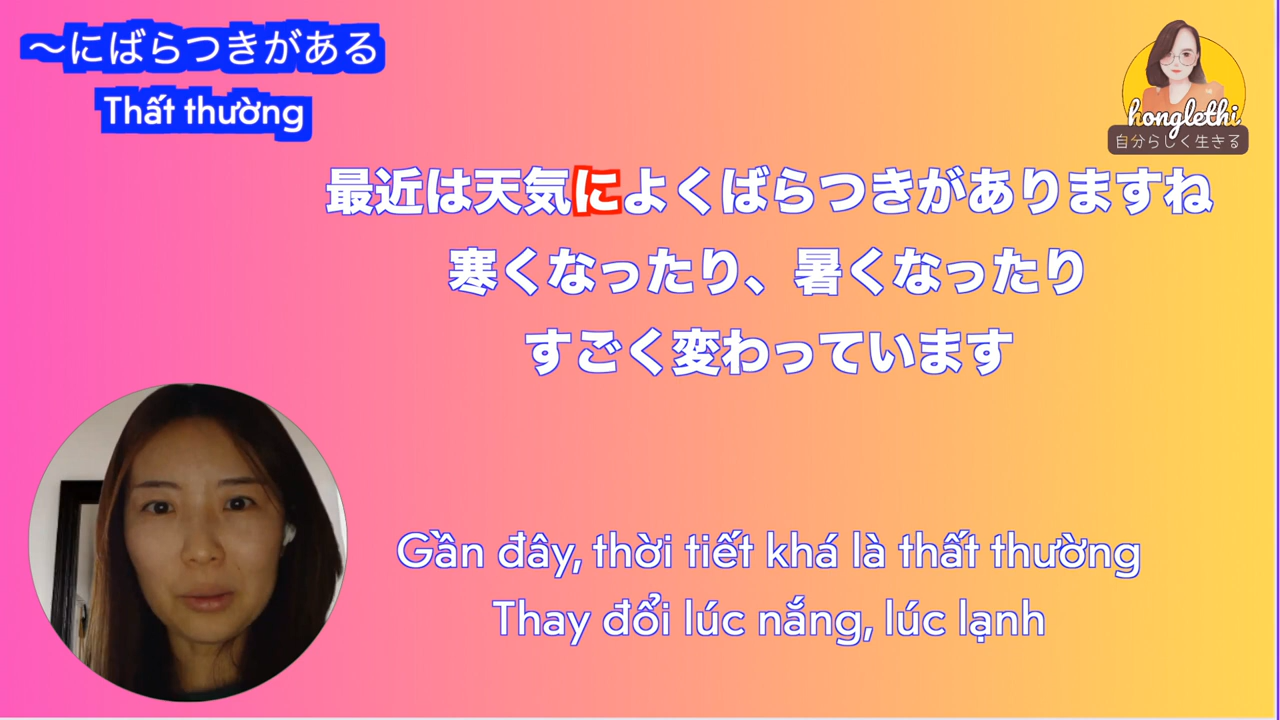 〜にばらつきがある
Thất thường
honglethi
自分らしく生きる
最近は天気によくばらつきがありますね
寒くなったり、暑くなったり
すごく変わっています
Gần đây, thời tiết khá là thất thường
Thay đổi lúc nắng, lúc lạnh